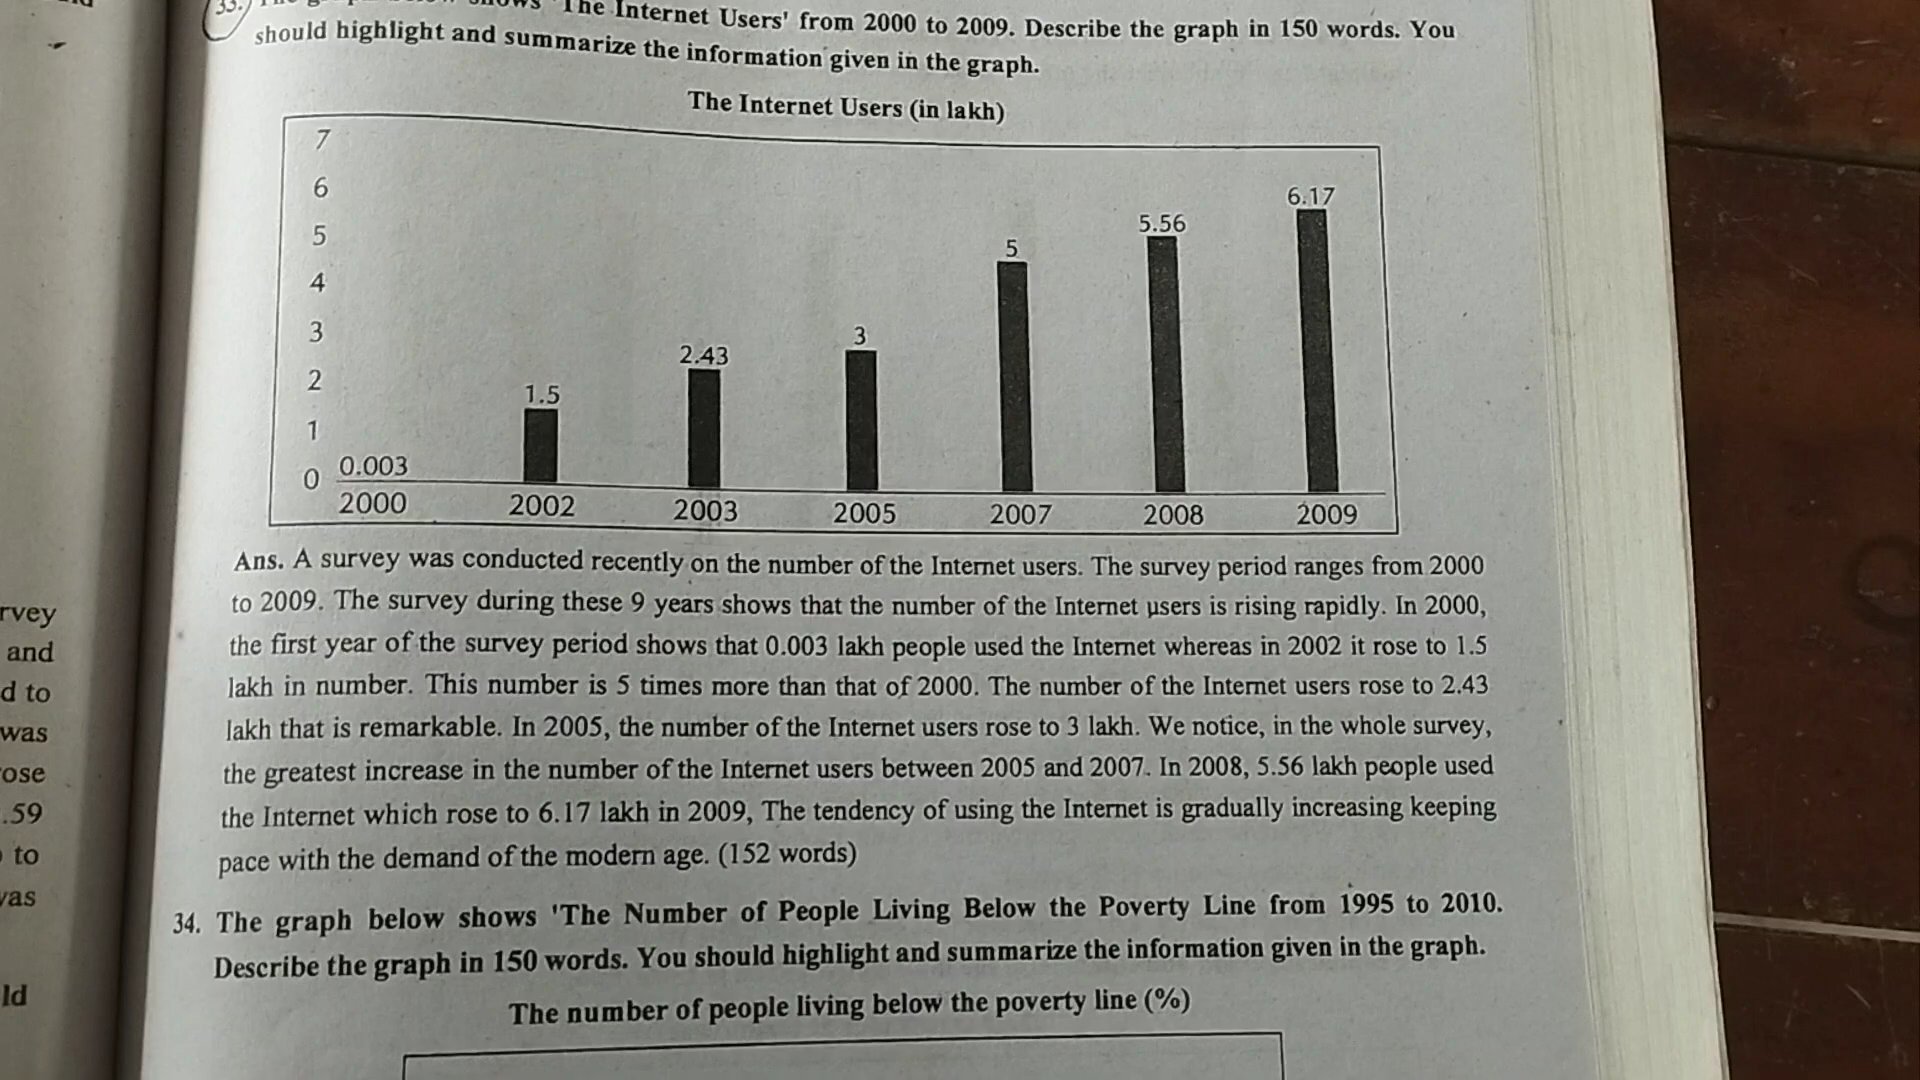 33.
shows 'The Internet Users' from 2000 to 2009. Describe the graph in 150 words. You
should highlight and summarize the information given in the graph.
The Internet Users (in lakh)
7
6
5
4
3
2
1
0
0.003
1.5
2.43
3
5
5.56
6.17
2000 2002 2003 2005 2007 2008 2009
Ans. A survey was conducted recently on the number of the Internet users. The survey period ranges from 2000
to 2009. The survey during these 9 years shows that the number of the Internet users is rising rapidly. In 2000,
the first year of the survey period shows that 0.003 lakh people used the Internet whereas in 2002 it rose to 1.5
lakh in number. This number is 5 times more than that of 2000. The number of the Internet users rose to 2.43
lakh that is remarkable. In 2005, the number of the Internet users rose to 3 lakh. We notice, in the whole survey,
the greatest increase in the number of the Internet users between 2005 and 2007. In 2008, 5.56 lakh people used
the Internet which rose to 6.17 lakh in 2009, The tendency of using the Internet is gradually increasing keeping
pace with the demand of the modern age. (152 words)
34. The graph below shows 'The Number of People Living Below the Poverty Line from 1995 to 2010.
Describe the graph in 150 words. You should highlight and summarize the information given in the graph.
The number of people living below the poverty line (%)
rvey
and
d to
was
ose
.59
to
vas
ld